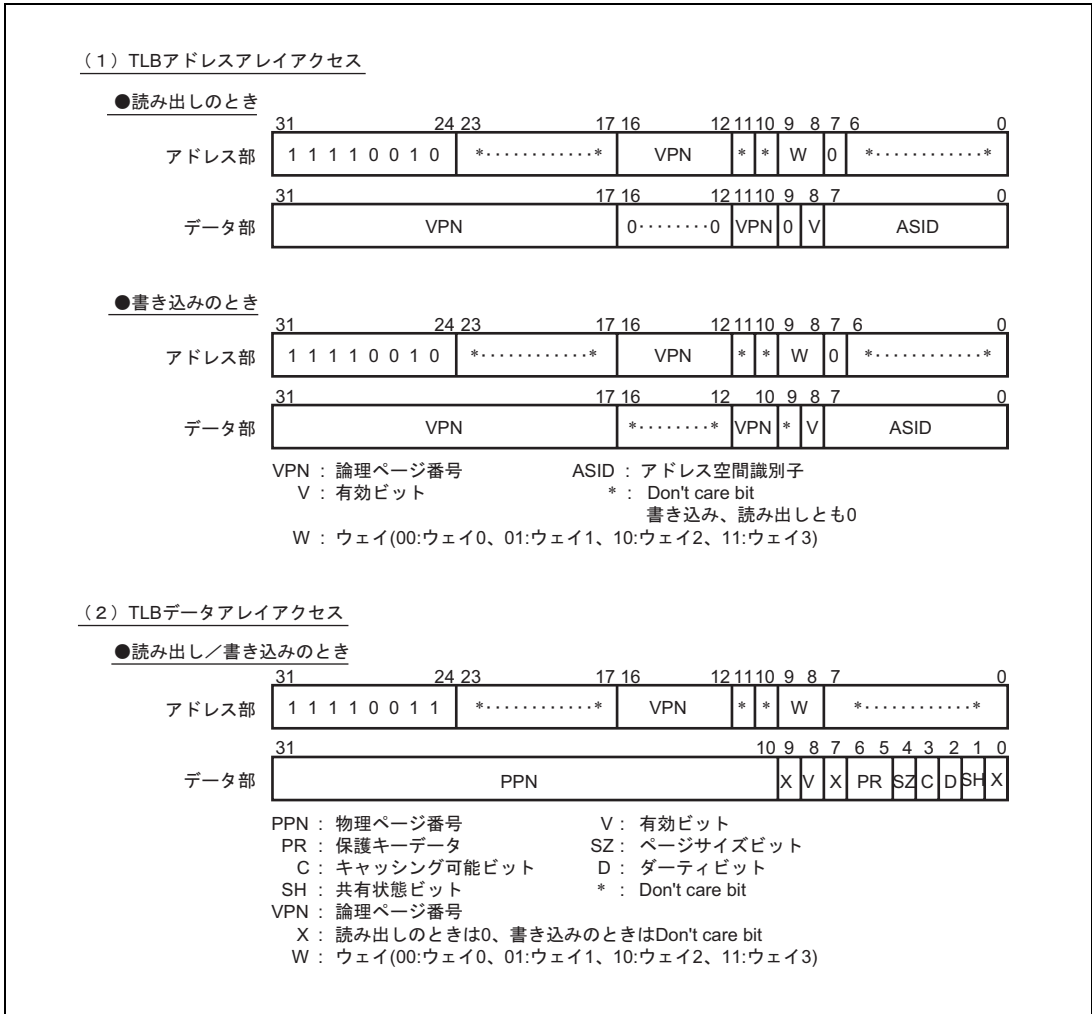 （１）TLBアドレスアレイアクセス
●読み出しのとき
31 24 23 17 16 12 11 10 9 8 7 6 0
アドレス部 1 1 1 1 0 0 1 0 *············* VPN * * W 0 *············*
31 17 16 12 11 10 9 8 7 0
データ部 VPN 0········0 VPN 0 V ASID
●書き込みのとき
31 24 23 17 16 12 11 10 9 8 7 6 0
アドレス部 1 1 1 1 0 0 1 0 *············* VPN * * W 0 *············*
31 17 16 12 10 9 8 7 0
データ部 VPN *········* VPN * V ASID
VPN : 論理ページ番号 ASID : アドレス空間識別子
V : 有効ビット * : Don't care bit
書き込み、読み出しとも0
W : ウェイ(00:ウェイ0、01:ウェイ1、10:ウェイ2、11:ウェイ3)
（２）TLBデータアレイアクセス
●読み出し／書き込みのとき
31 24 23 17 16 12 11 10 9 8 7 0
アドレス部 1 1 1 1 0 0 1 1 *············* VPN * * W *············*
31 10 9 8 7 6 5 4 3 2 1 0
データ部 PPN X V X PR SZ C D SH X
PPN : 物理ページ番号 V : 有効ビット
PR : 保護キーデータ SZ : ページサイズビット
C : キャッシング可能ビット D : ダーティビット
SH : 共有状態ビット * : Don't care bit
VPN : 論理ページ番号
X : 読み出しのときは0、書き込みのときはDon't care bit
W : ウェイ(00:ウェイ0、01:ウェイ1、10:ウェイ2、11:ウェイ3)